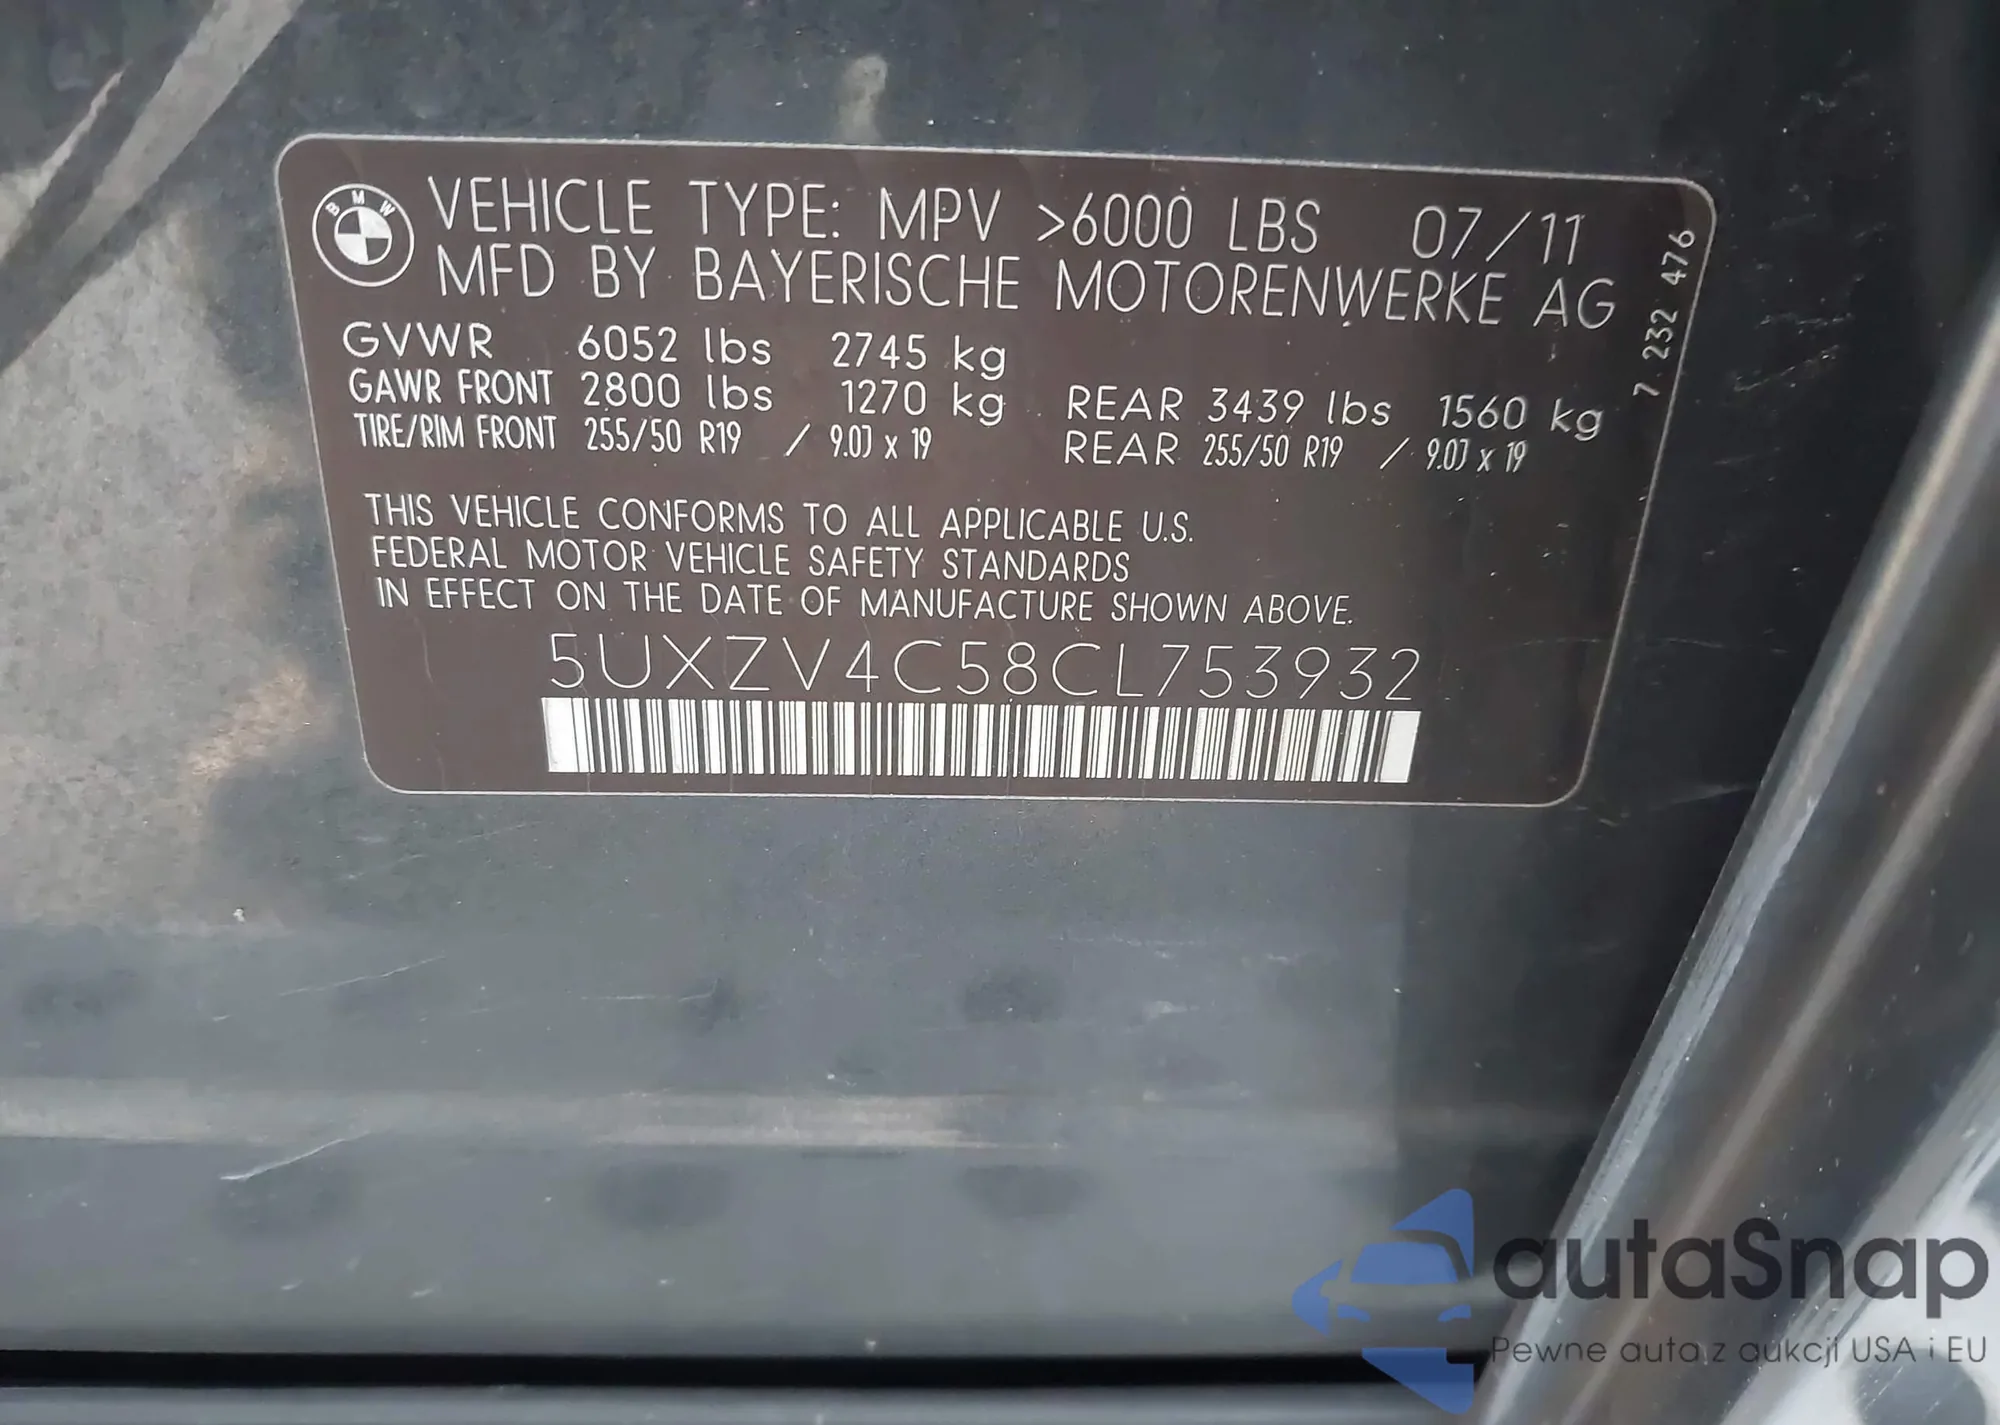 BMW
VEHICLE TYPE: MPV >6000 LBS 07/11
MFD BY BAYERISCHE MOTORENWERKE AG
GVWR 6052 lbs 2745 kg
GAWR FRONT 2800 lbs 1270 kg REAR 3439 lbs 1560 kg
TIRE/RIM FRONT 255/50 R19 / 9.0J x 19 REAR 255/50 R19 / 9.0J x 19
7 232 476
THIS VEHICLE CONFORMS TO ALL APPLICABLE U.S.
FEDERAL MOTOR VEHICLE SAFETY STANDARDS
IN EFFECT ON THE DATE OF MANUFACTURE SHOWN ABOVE.
5UXZV4C58CL753932
autaSnap
Pewne auta z aukcji USA i EU